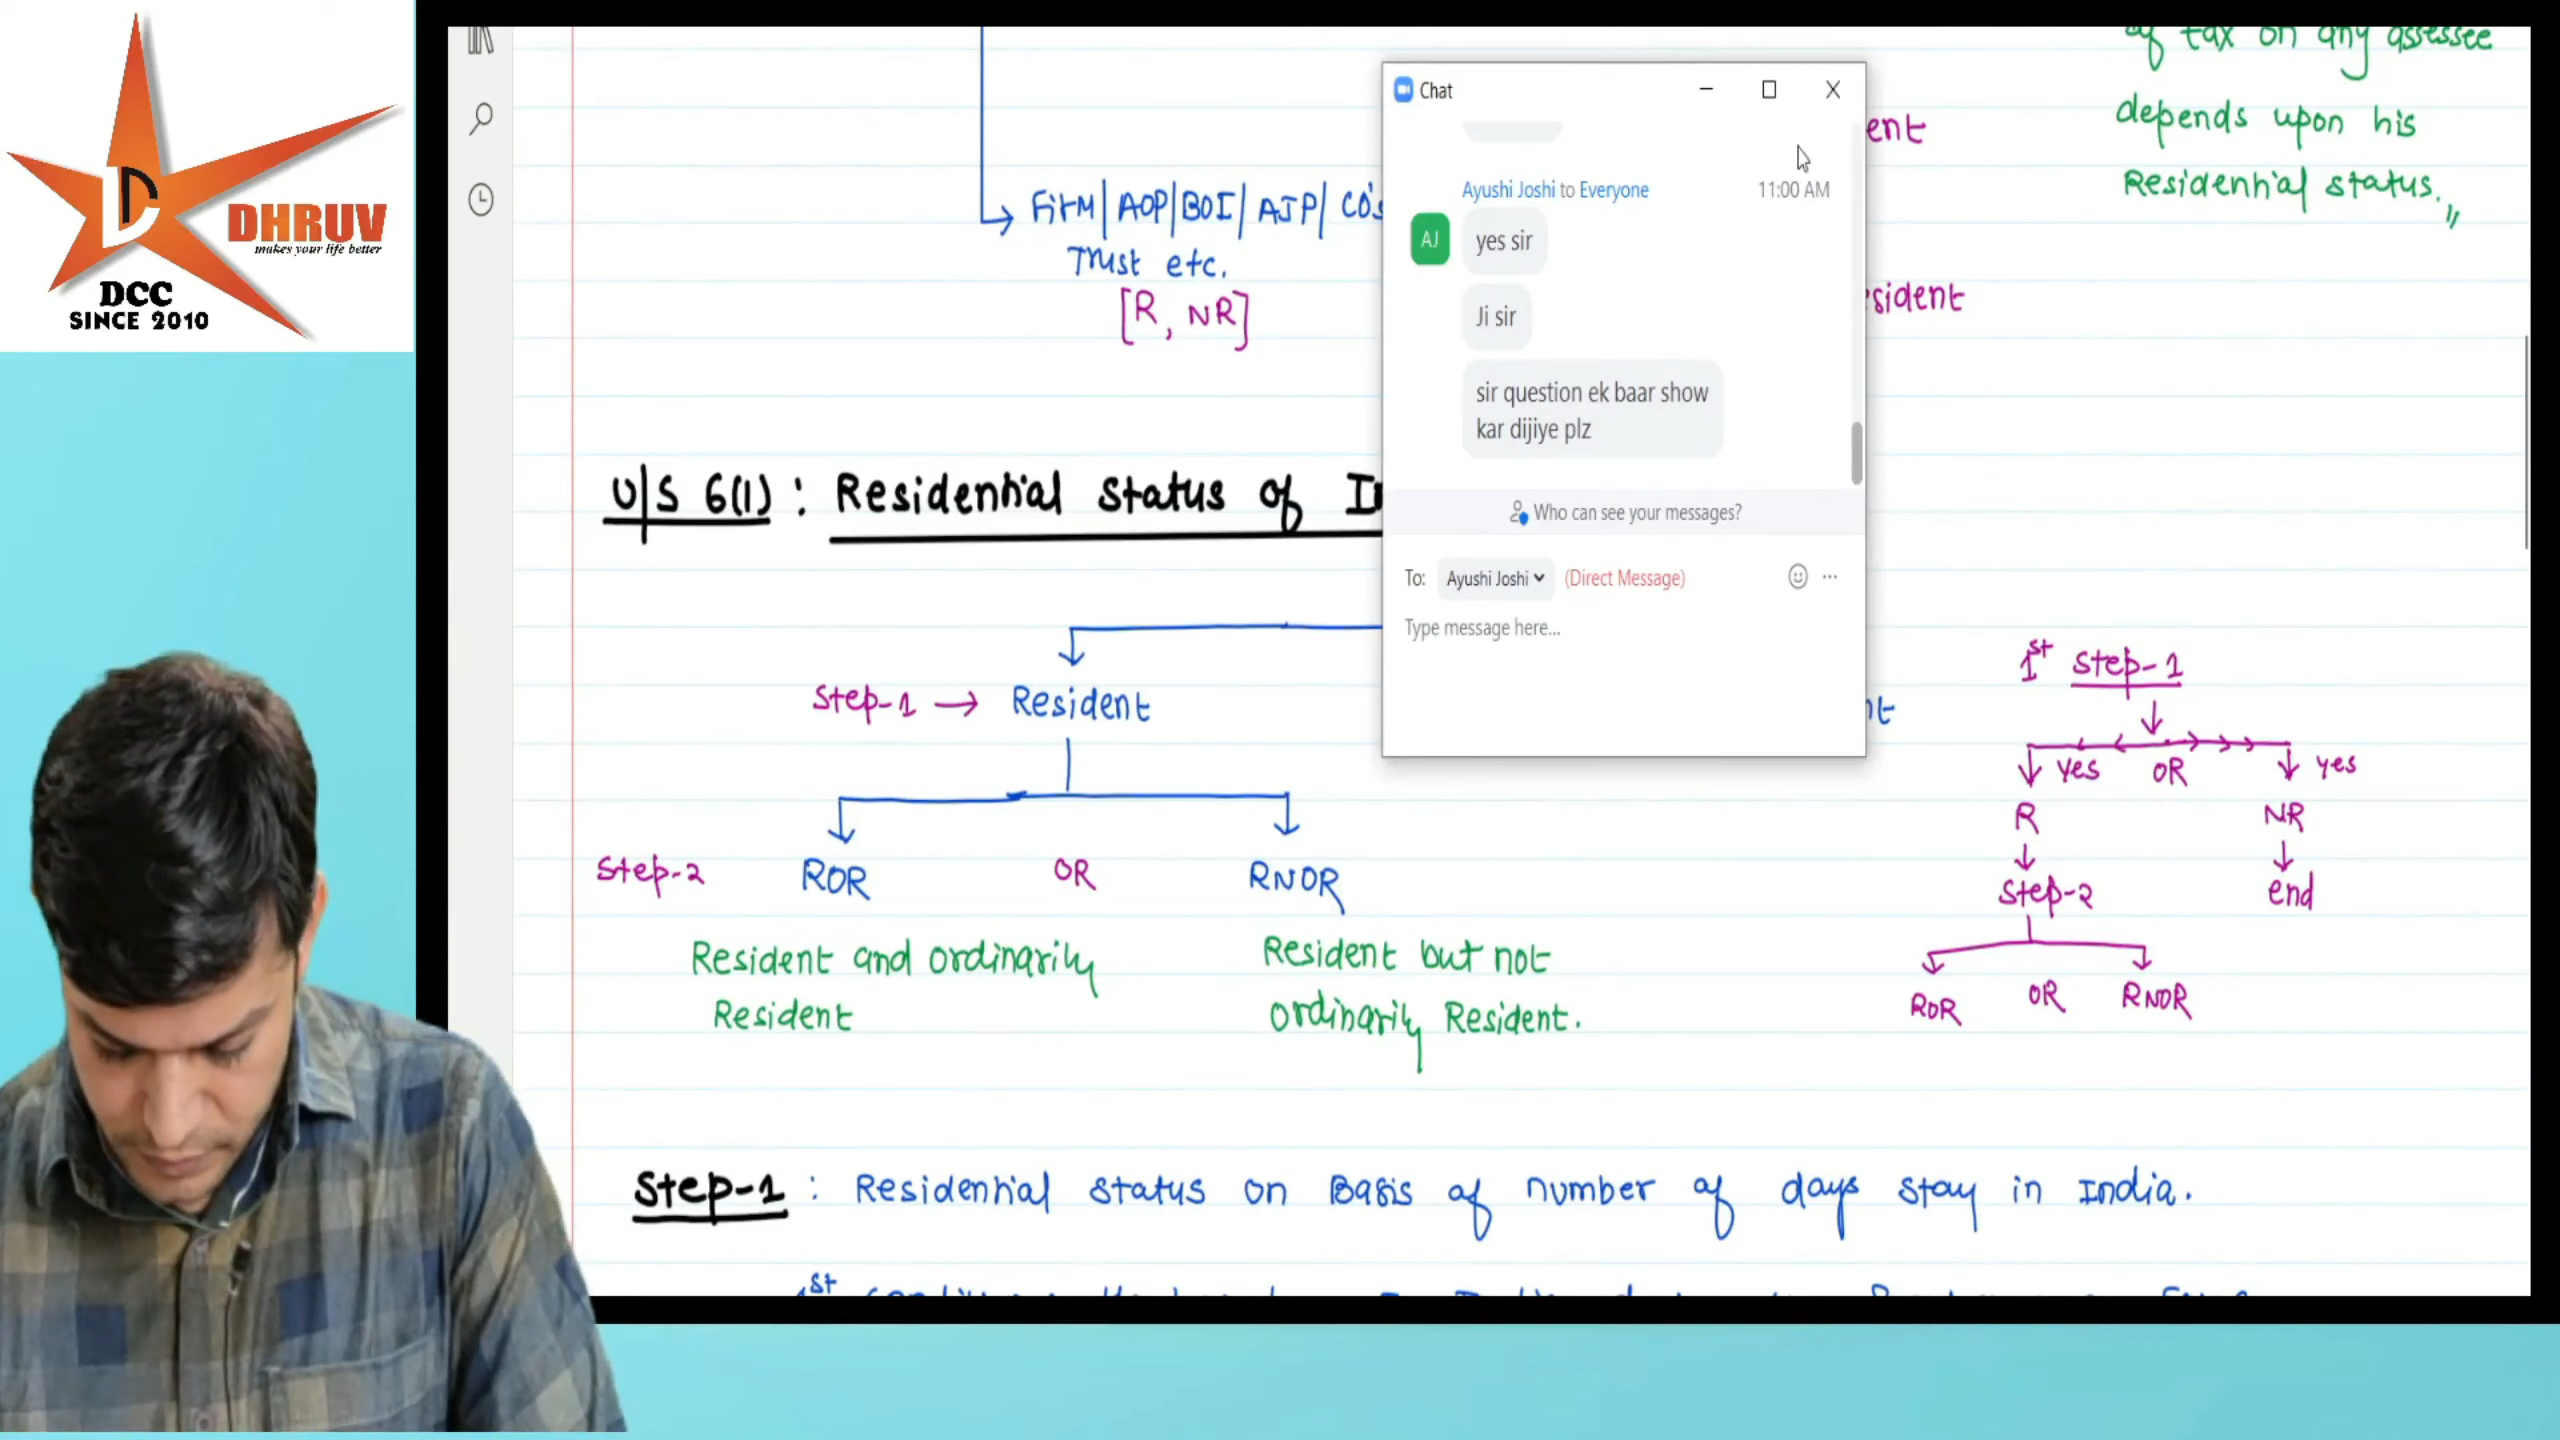 DHRUV
makes your life better
DCC
SINCE 2010
of tax on any assessee
depends upon his
Residential status.
Firm | AOP | BOI | AJP | CO's
Trust etc.
[R, NR]
Chat
Ayushi Joshi to Everyone 11:00 AM
AJ
yes sir
Ji sir
sir question ek baar show
kar dijiye plz
Who can see your messages?
To: Ayushi Joshi (Direct Message)
Type message here...
ent
sident
U/S 6(1) : Residential status of In
Step-1 → Resident
nt
Step-2 ROR OR RNOR
Resident and ordinarily
Resident
Resident but not
ordinarily Resident.
1st Step-1
yes OR yes
R NR
Step-2 end
ROR OR RNOR
Step-1 : Residential status on Basis of number of days stay in India.
1st